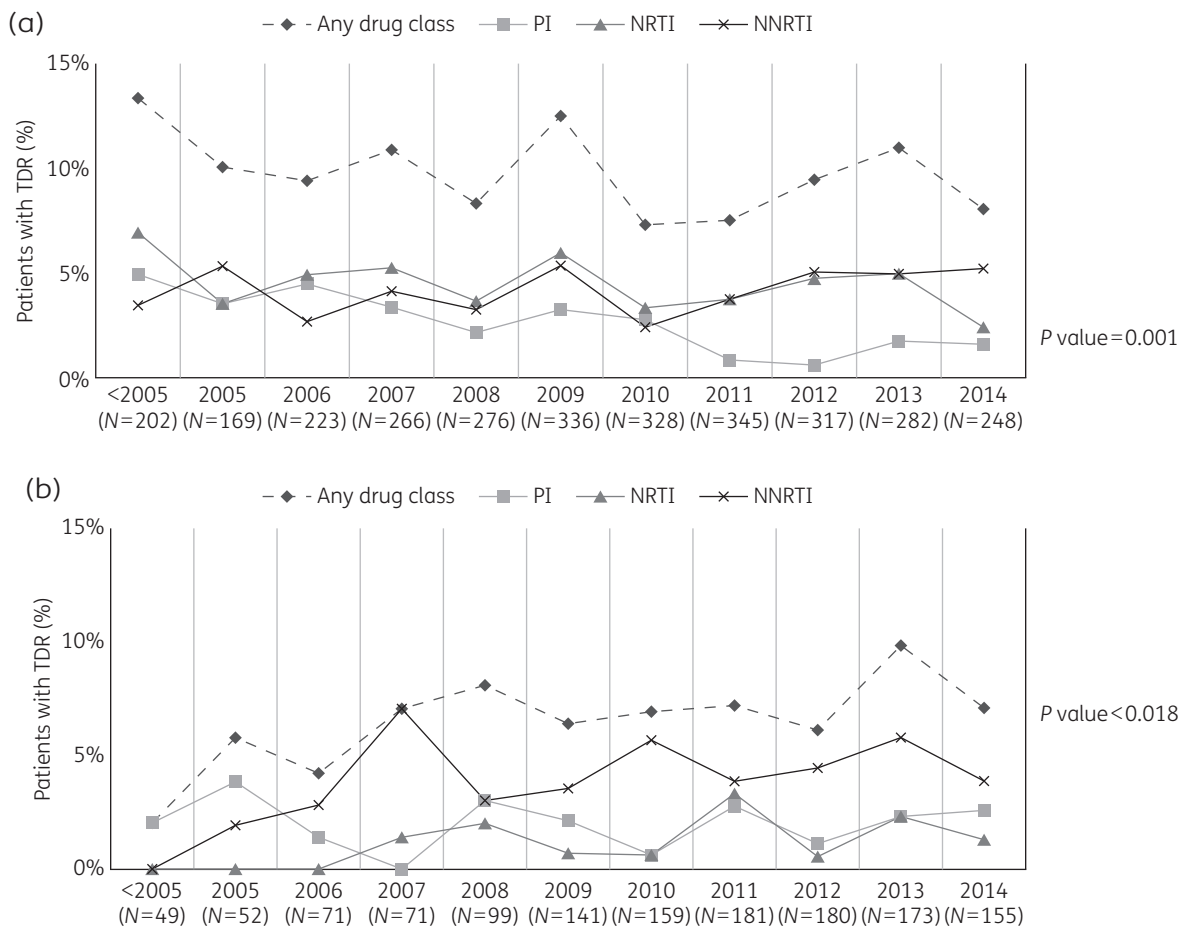 (a)
Any drug class PI NRTI NNRTI
Patients with TDR (%)
15%
10%
5%
0%
P value=0.001
<2005 2005 2006 2007 2008 2009 2010 2011 2012 2013 2014
(N=202) (N=169) (N=223) (N=266) (N=276) (N=336) (N=328) (N=345) (N=317) (N=282) (N=248)
(b)
Any drug class PI NRTI NNRTI
Patients with TDR (%)
15%
10%
5%
0%
P value<0.018
<2005 2005 2006 2007 2008 2009 2010 2011 2012 2013 2014
(N=49) (N=52) (N=71) (N=71) (N=99) (N=141) (N=159) (N=181) (N=180) (N=173) (N=155)